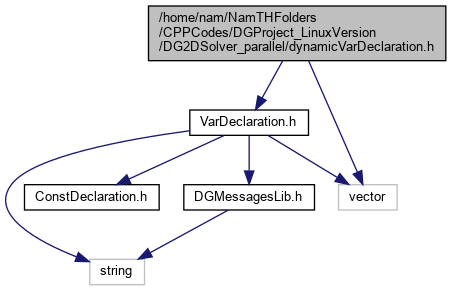 /home/nam/NamTHFolders
/CPPCodes/DGProject_LinuxVersion
/DG2DSolver_parallel/dynamicVarDeclaration.h
VarDeclaration.h
ConstDeclaration.h
DGMessagesLib.h
vector
string